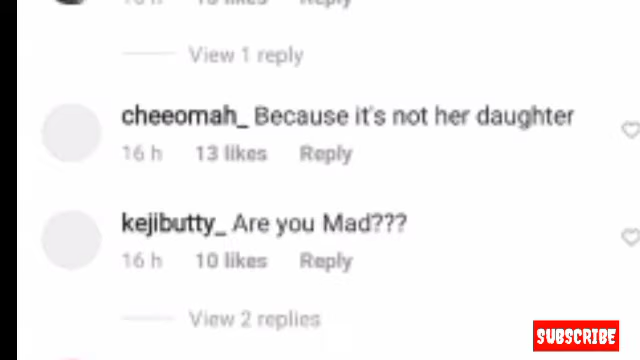 View 1 reply
cheeomah_ Because it's not her daughter
16 h 13 likes Reply
kejibutty_ Are you Mad???
16 h 10 likes Reply
View 2 replies
SUBSCRIBE